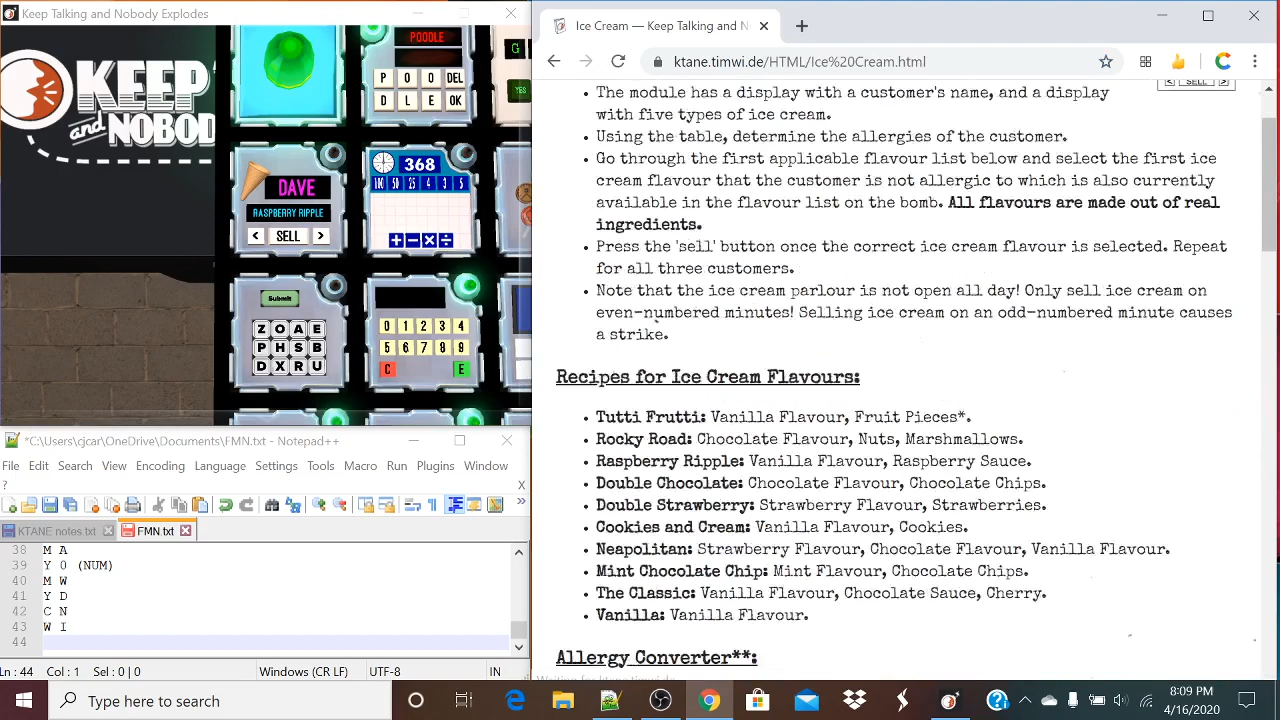 Keep Talking and Nobody Explodes
KEEP
and NOBOD
POODLE
P O O DEL
D L E OK
G
YES
DAVE
RASPBERRY RIPPLE
< SELL >
368
100 50 25 4 3 5
+ − × ÷
Submit
Z O A E
P H S B
D X R U
0 1 2 3 4
5 6 7 8 9
C E
*C:\Users\cjcar\OneDrive\Documents\FMN.txt - Notepad++
File Edit Search View Encoding Language Settings Tools Macro Run Plugins Window
? X
KTANE notes.txt FMN.txt
38 M A
39 Y 0 (NUM)
40 M W
41 Y D
42 C N
43 W I
44
Ln : 44 Col : 1 Sel : 0 | 0 Windows (CR LF) UTF-8 IN
Ice Cream — Keep Talking and N
ktane.timwi.de/HTML/Ice%20Cream.html
< SELL >
• The module has a display with a customer's name, and a display
with five types of ice cream.
• Using the table, determine the allergies of the customer.
• Go through the first applicable flavour list below and select the first ice
cream flavour that the customer is not allergic to which is also currently
available in the flavour list on the bomb. All flavours are made out of real
ingredients.
• Press the 'sell' button once the correct ice cream flavour is selected. Repeat
for all three customers.
• Note that the ice cream parlour is not open all day! Only sell ice cream on
even-numbered minutes! Selling ice cream on an odd-numbered minute causes
a strike.
Recipes for Ice Cream Flavours:
• Tutti Frutti: Vanilla Flavour, Fruit Pieces*.
• Rocky Road: Chocolate Flavour, Nuts, Marshmallows.
• Raspberry Ripple: Vanilla Flavour, Raspberry Sauce.
• Double Chocolate: Chocolate Flavour, Chocolate Chips.
• Double Strawberry: Strawberry Flavour, Strawberries.
• Cookies and Cream: Vanilla Flavour, Cookies.
• Neapolitan: Strawberry Flavour, Chocolate Flavour, Vanilla Flavour.
• Mint Chocolate Chip: Mint Flavour, Chocolate Chips.
• The Classic: Vanilla Flavour, Chocolate Sauce, Cherry.
• Vanilla: Vanilla Flavour.
Allergy Converter**:
Type here to search
8:09 PM
4/16/2020